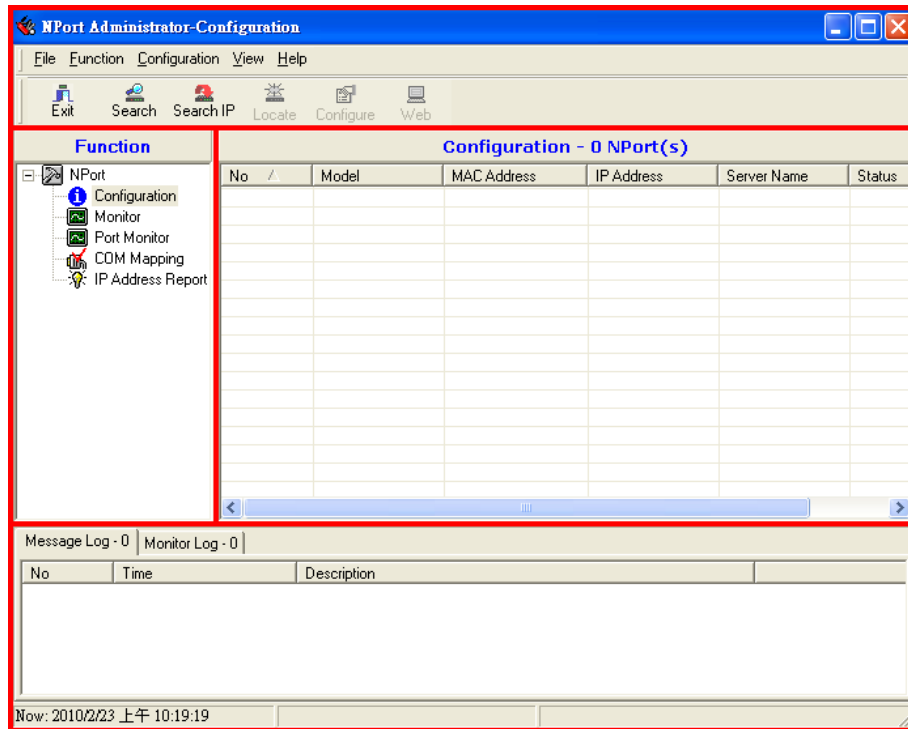 NPort Administrator-Configuration
File Function Configuration View Help
Exit Search Search IP Locate Configure Web
Function
Configuration - 0 NPort(s)
NPort
Configuration
Monitor
Port Monitor
COM Mapping
IP Address Report
No Model MAC Address IP Address Server Name Status
Message Log - 0 Monitor Log - 0
No Time Description
Now: 2010/2/23 上午 10:19:19